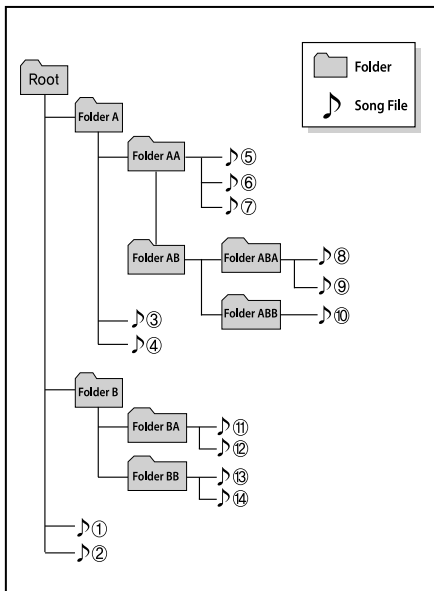 Root
Folder
Song File
Folder A
Folder AA
⑤
⑥
⑦
Folder AB
Folder ABA
⑧
⑨
Folder ABB
⑩
③
④
Folder B
Folder BA
⑪
⑫
Folder BB
⑬
⑭
①
②